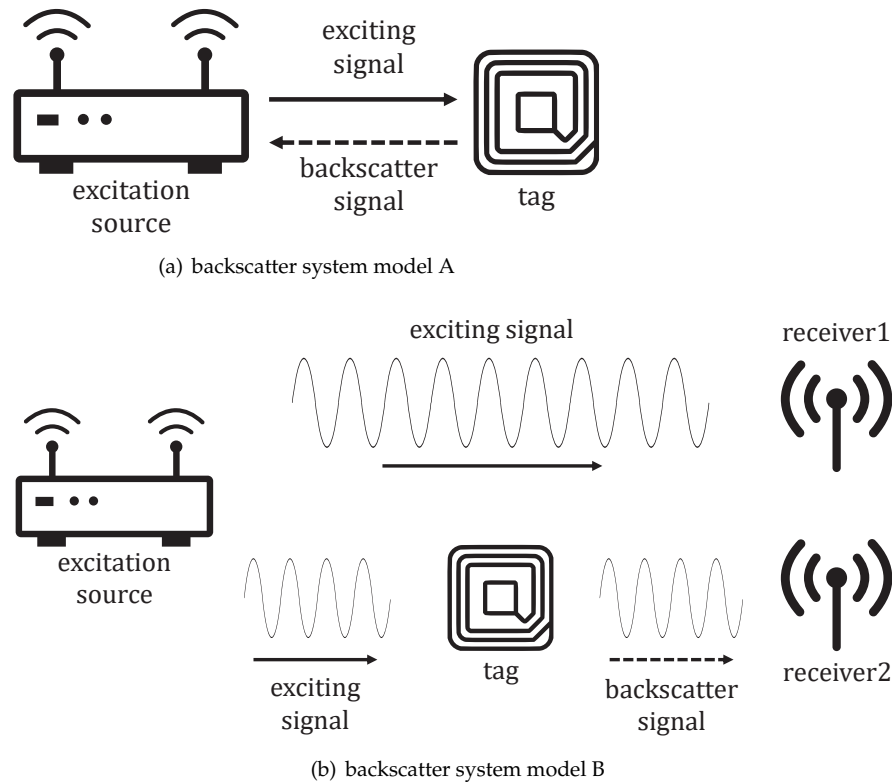 exciting
signal
backscatter
signal
excitation
source
tag
(a) backscatter system model A
exciting signal
receiver1
excitation
source
exciting
signal
tag
backscatter
signal
receiver2
(b) backscatter system model B